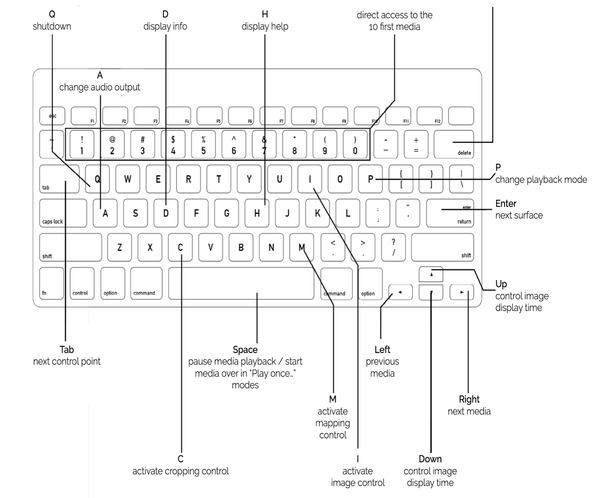 Q
shutdown
D
display info
H
display help
direct access to the
10 first media
A
change audio output
esc
F1
F2
F3
F4
F5
F6
F7
F8
F11
F12
~
! @ # $ % ^ & * ( ) - +
1 2 3 4 5 6 7 8 9 0 – =
delete
tab
Q W E R T Y U I O P
{ } |
[ ] \
P
change playback mode
caps lock
A S D F G H J K L
: "
; '
enter
return
Enter
next surface
shift
Z X C V B N M
< > ?
, . /
shift
fn
control
option
command
command
option
Up
control image
display time
Tab
next control point
Space
pause media playback / start
media over in "Play once.."
modes
Left
previous
media
Right
next media
M
activate
mapping
control
C
activate cropping control
I
activate
image control
Down
control image
display time